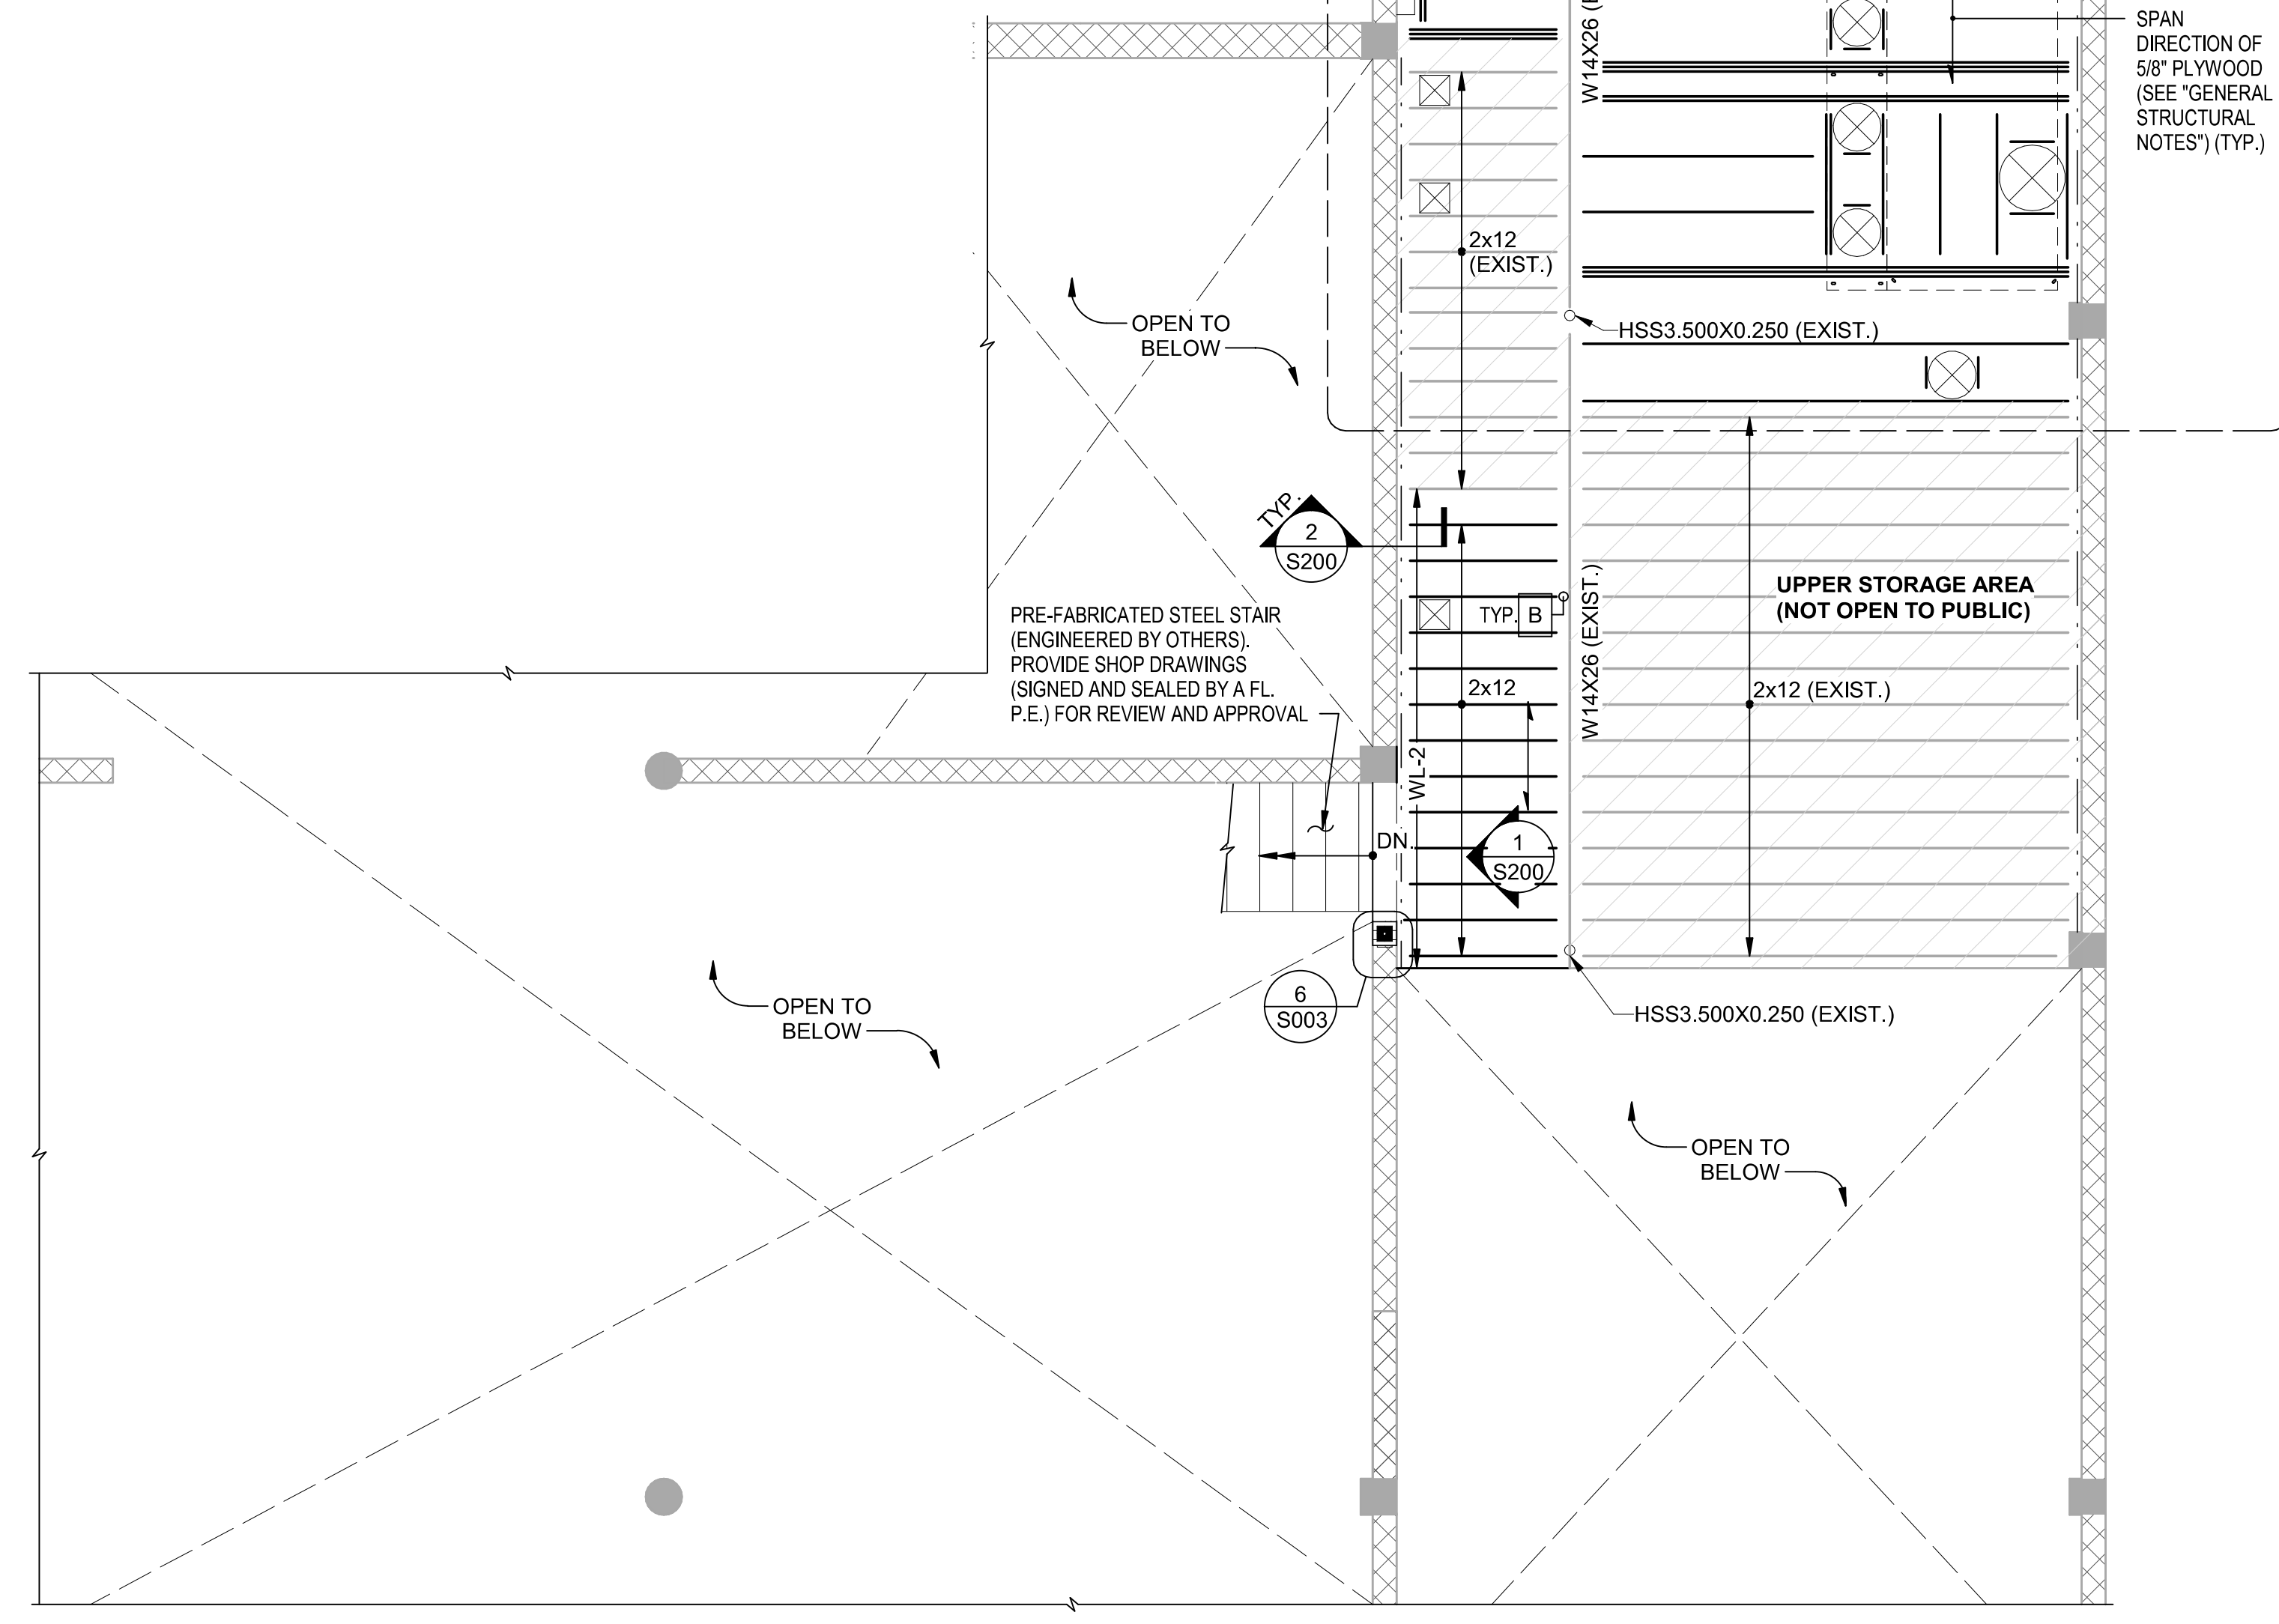 SPAN
DIRECTION OF
5/8" PLYWOOD
(SEE "GENERAL
STRUCTURAL
NOTES") (TYP.)
W14X26
2x12
(EXIST.)
OPEN TO
BELOW
HSS3.500X0.250 (EXIST.)
TYP.
2
S200
W14X26 (EXIST.)
UPPER STORAGE AREA
(NOT OPEN TO PUBLIC)
TYP. B
PRE-FABRICATED STEEL STAIR
(ENGINEERED BY OTHERS).
PROVIDE SHOP DRAWINGS
(SIGNED AND SEALED BY A FL.
P.E.) FOR REVIEW AND APPROVAL
2x12
2x12 (EXIST.)
WL-2
DN.
1
S200
6
S003
OPEN TO
BELOW
HSS3.500X0.250 (EXIST.)
OPEN TO
BELOW